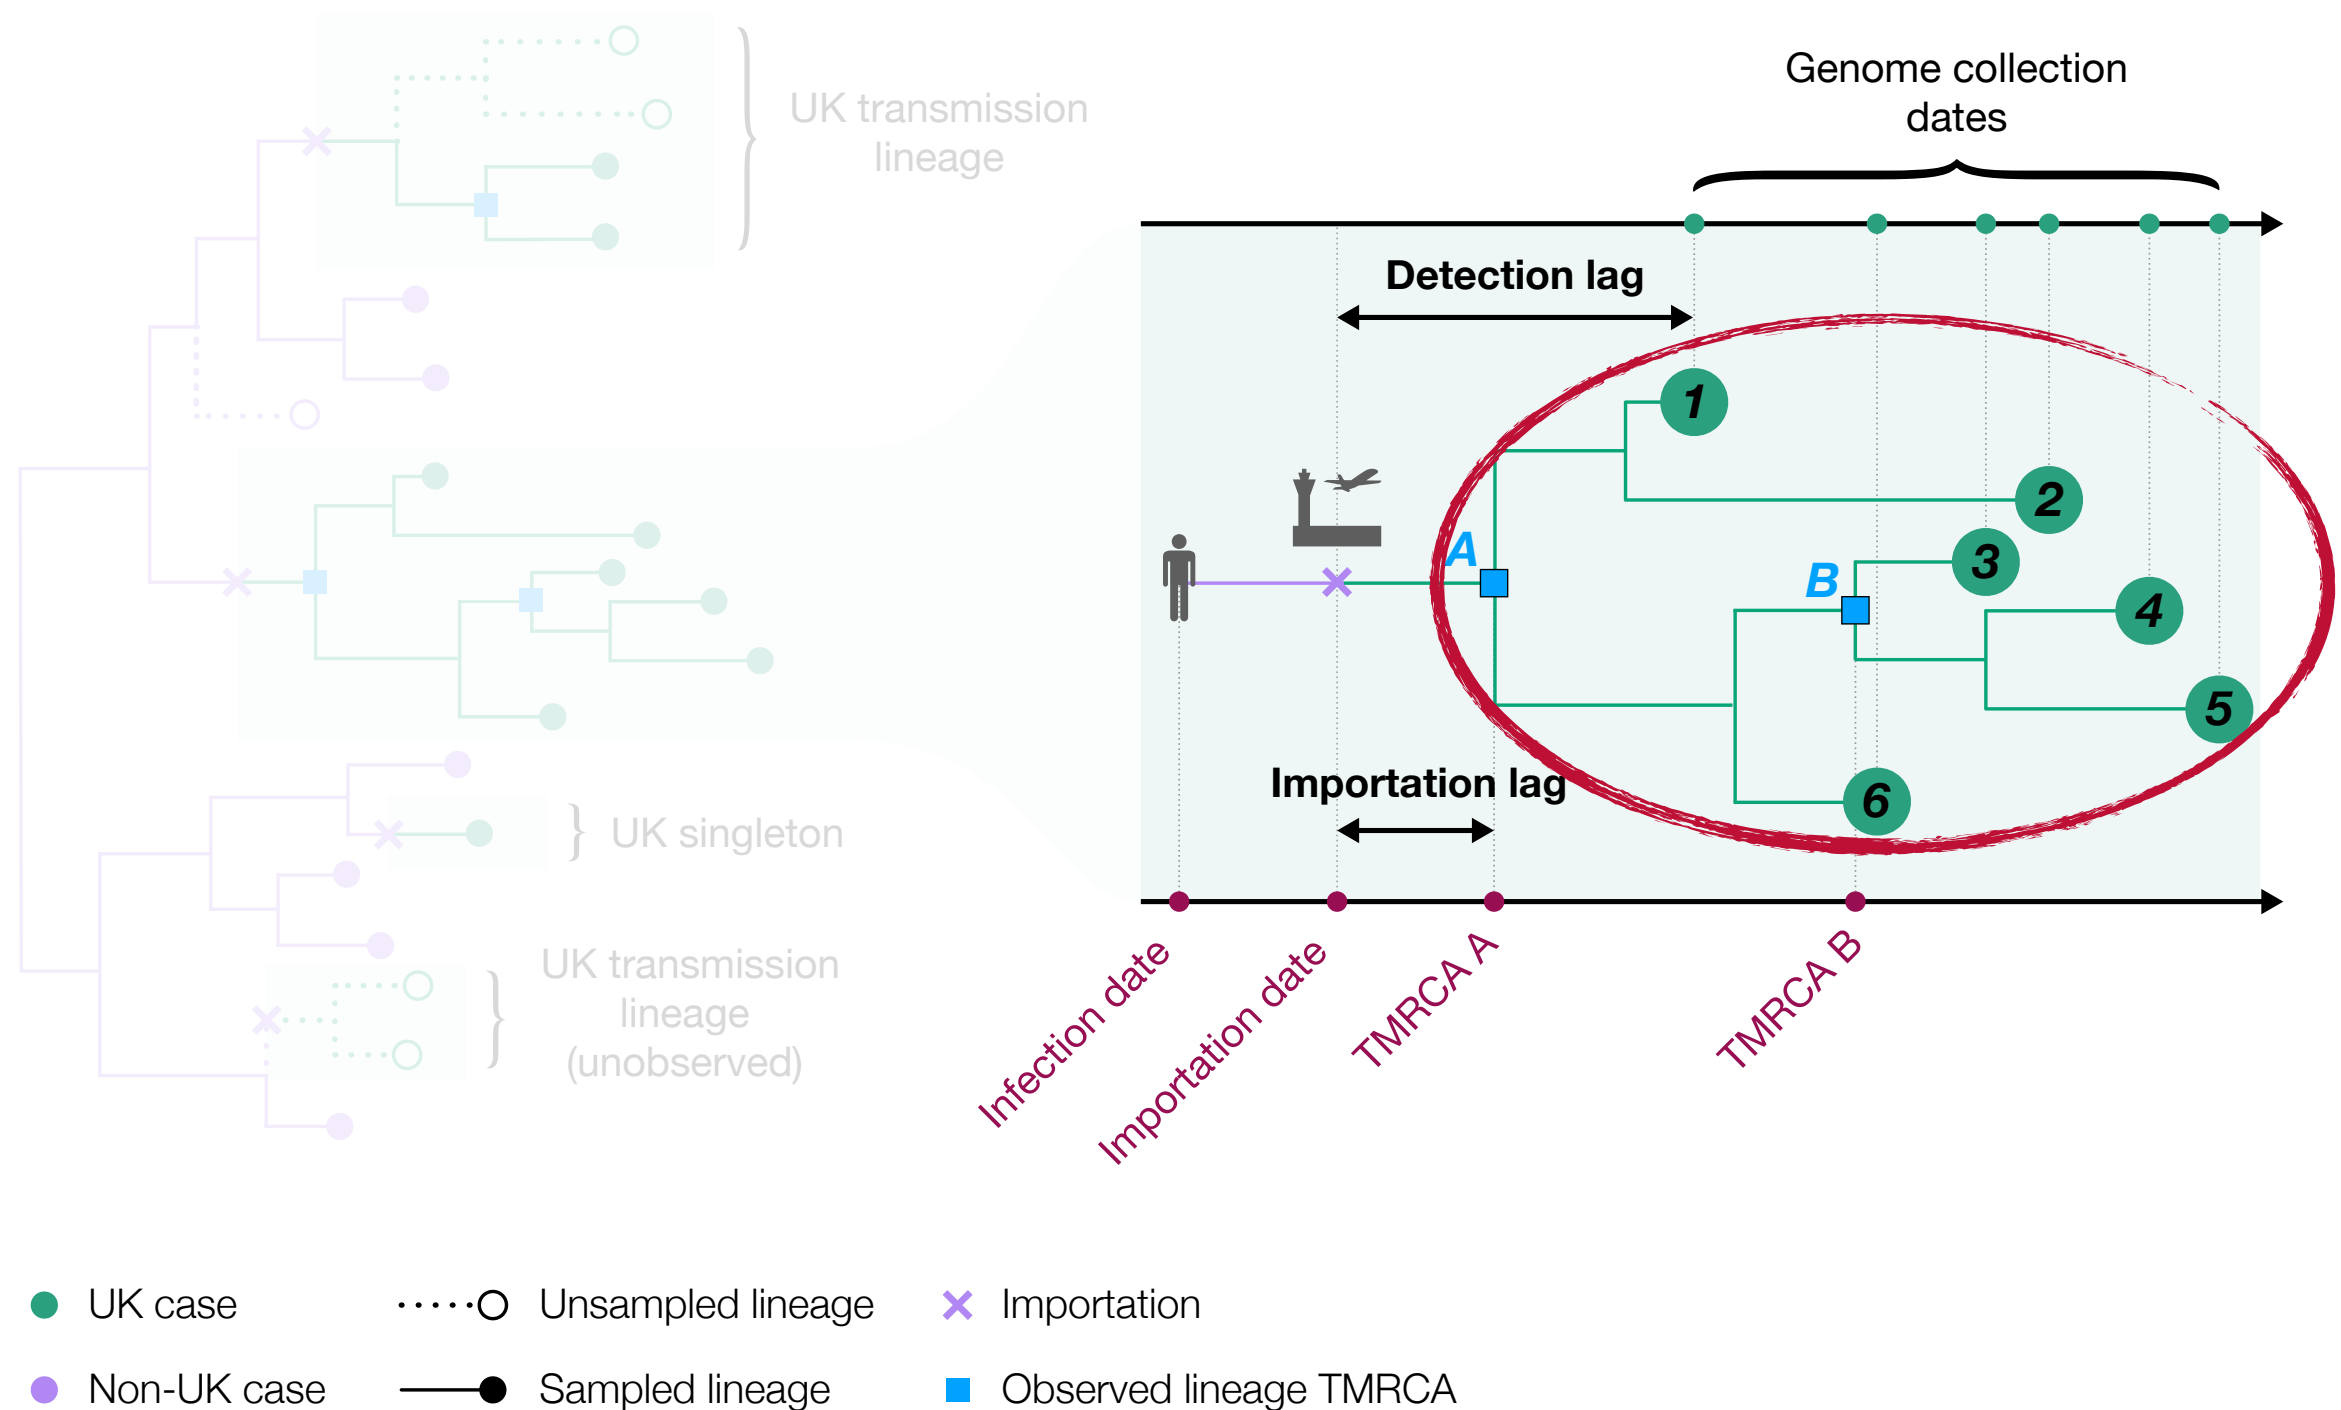 UK transmission
lineage
Genome collection
dates
Detection lag
1
2
A
3
B
4
5
Importation lag
6
UK singleton
UK transmission
lineage
(unobserved)
Infection date
Importation date
TMRCA A
TMRCA B
UK case
Unsampled lineage
Importation
Non-UK case
Sampled lineage
Observed lineage TMRCA